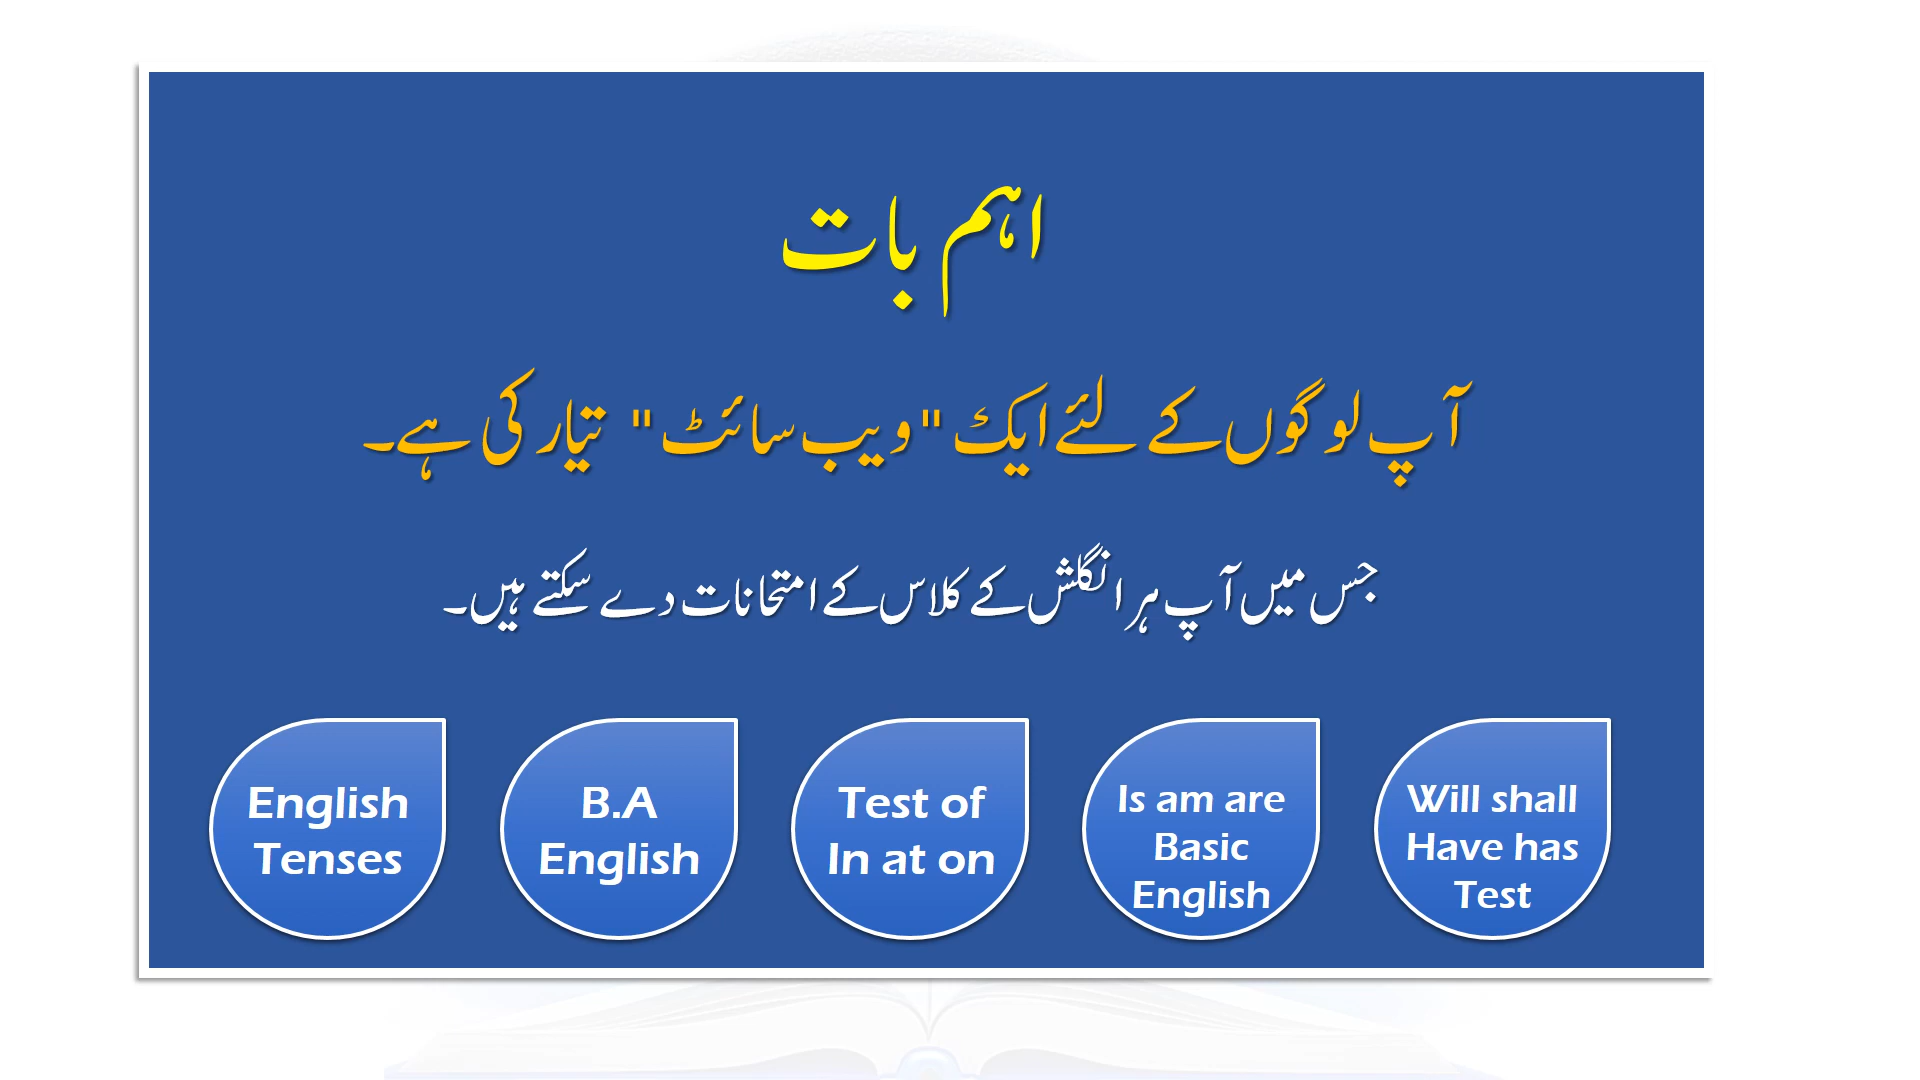 اہم بات
آپ لوگوں کے لئے ایک "ویب سائٹ" تیار کی ہے۔
جس میں آپ ہر انگلش کے کلاس کے امتحانات دے سکتے ہیں۔
English
Tenses
B.A
English
Test of
In at on
Is am are
Basic
English
Will shall
Have has
Test